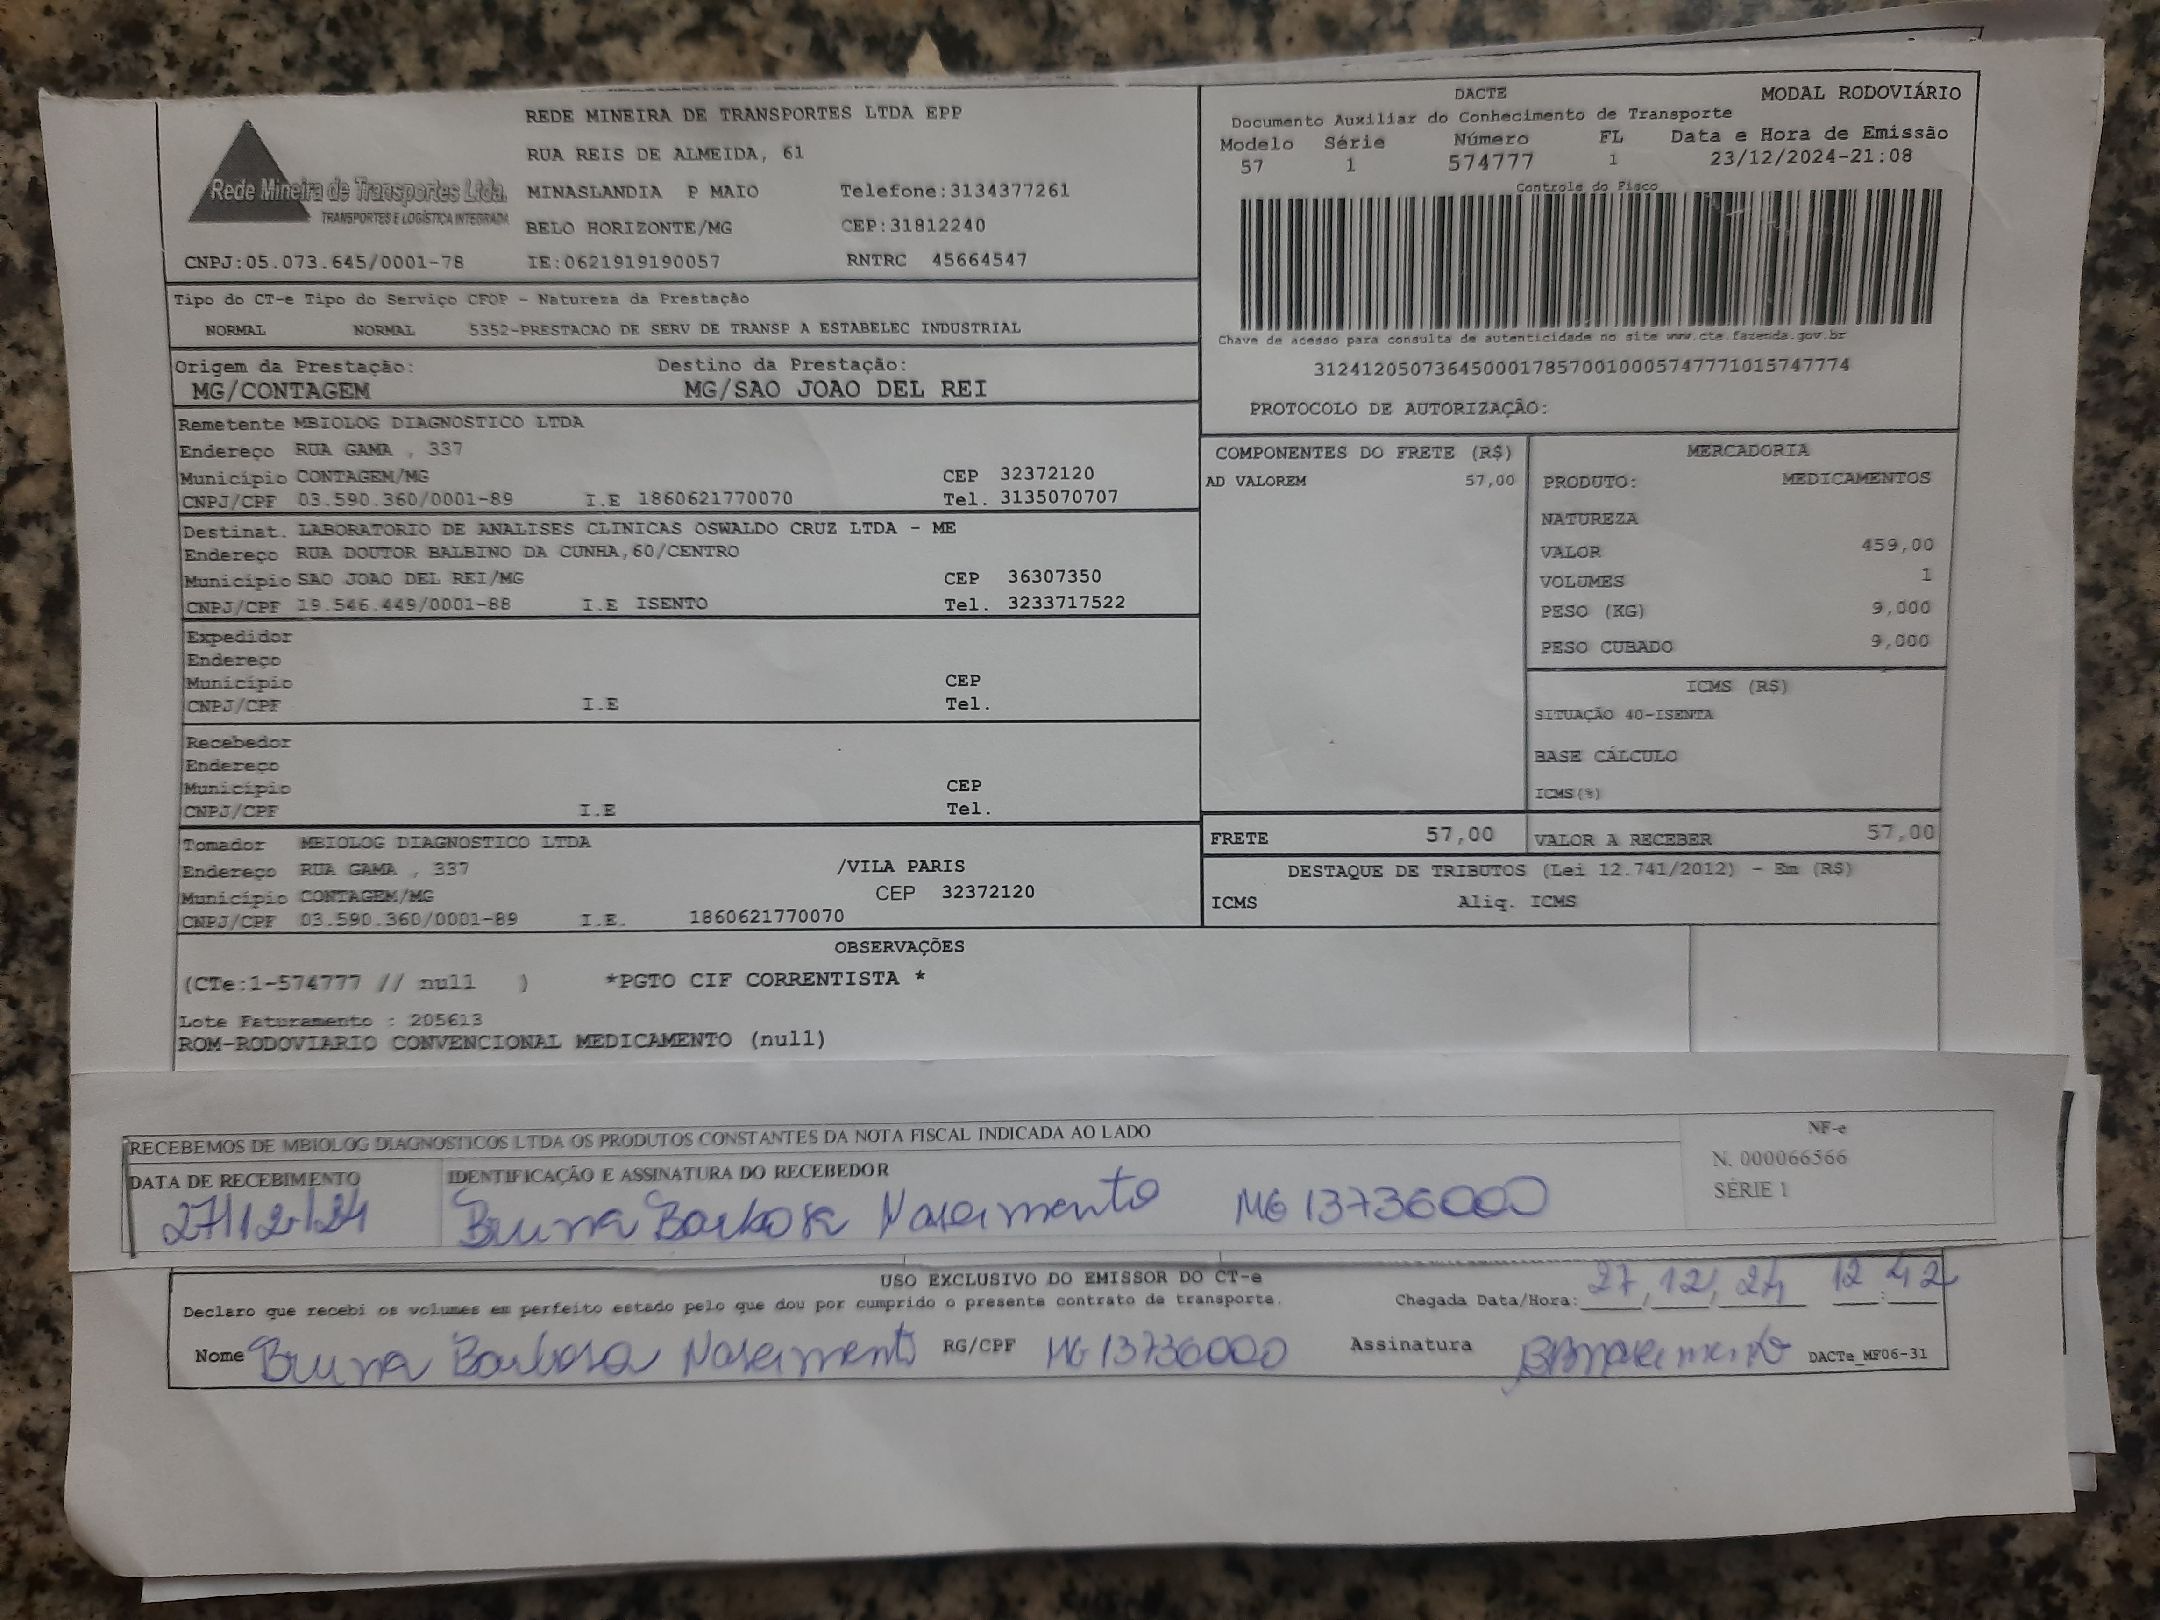 REDE MINEIRA DE TRANSPORTES LTDA EPP
RUA REIS DE ALMEIDA, 61
Rede Mineira de Transportes Ltda.
TRANSPORTES E LOGÍSTICA INTEGRADA
MINASLANDIA P MAIO Telefone:3134377261
BELO HORIZONTE/MG CEP:31812240
CNPJ:05.073.645/0001-78 IE:0621919190057 RNTRC 45664547
DACTE MODAL RODOVIÁRIO
Documento Auxiliar do Conhecimento de Transporte
Modelo Série Número FL Data e Hora de Emissão
57 1 574777 1 23/12/2024-21:08
Controle do Fisco
Chave de acesso para consulta de autenticidade no site www.cte.fazenda.gov.br
31241205073645000178570010005747771015747774
PROTOCOLO DE AUTORIZAÇÃO:
Tipo do CT-e Tipo do Serviço CFOP - Natureza da Prestação
NORMAL NORMAL 5352-PRESTACAO DE SERV DE TRANSP A ESTABELEC INDUSTRIAL
Origem da Prestação: Destino da Prestação:
MG/CONTAGEM MG/SAO JOAO DEL REI
Remetente MBIOLOG DIAGNOSTICO LTDA
Endereço RUA GAMA , 337
Município CONTAGEM/MG CEP 32372120
CNPJ/CPF 03.590.360/0001-89 I.E 1860621770070 Tel. 3135070707
Destinat. LABORATORIO DE ANALISES CLINICAS OSWALDO CRUZ LTDA - ME
Endereço RUA DOUTOR BALBINO DA CUNHA,60/CENTRO
Município SAO JOAO DEL REI/MG CEP 36307350
CNPJ/CPF 19.546.449/0001-88 I.E ISENTO Tel. 3233717522
Expedidor
Endereço
Município CEP
CNPJ/CPF I.E Tel.
Recebedor
Endereço
Município CEP
CNPJ/CPF I.E Tel.
Tomador MBIOLOG DIAGNOSTICO LTDA
Endereço RUA GAMA , 337 /VILA PARIS
Município CONTAGEM/MG CEP 32372120
CNPJ/CPF 03.590.360/0001-89 I.E. 1860621770070
COMPONENTES DO FRETE (R$)
AD VALOREM 57,00
MERCADORIA
PRODUTO: MEDICAMENTOS
NATUREZA
VALOR 459,00
VOLUMES 1
PESO (KG) 9,000
PESO CUBADO 9,000
ICMS (R$)
SITUAÇÃO 40-ISENTA
BASE CÁLCULO
ICMS(%)
FRETE 57,00 VALOR A RECEBER 57,00
DESTAQUE DE TRIBUTOS (Lei 12.741/2012) - Em (R$)
ICMS Aliq. ICMS
OBSERVAÇÕES
(CTe:1-574777 // null ) *PGTO CIF CORRENTISTA *
Lote Faturamento : 205613
ROM-RODOVIARIO CONVENCIONAL MEDICAMENTO (null)
RECEBEMOS DE MBIOLOG DIAGNOSTICOS LTDA OS PRODUTOS CONSTANTES DA NOTA FISCAL INDICADA AO LADO
DATA DE RECEBIMENTO IDENTIFICAÇÃO E ASSINATURA DO RECEBEDOR
27/12/24 Bruna Barbosa Nascimento MG 13736000
NF-e
N. 000066566
SÉRIE 1
USO EXCLUSIVO DO EMISSOR DO CT-e
Declaro que recebi os volumes em perfeito estado pelo que dou por cumprido o presente contrato de transporte. Chegada Data/Hora: 27/12/24 12:42
Nome Bruna Barbosa Nascimento RG/CPF MG 13736000 Assinatura BBNascimento DACTe_MF06-31